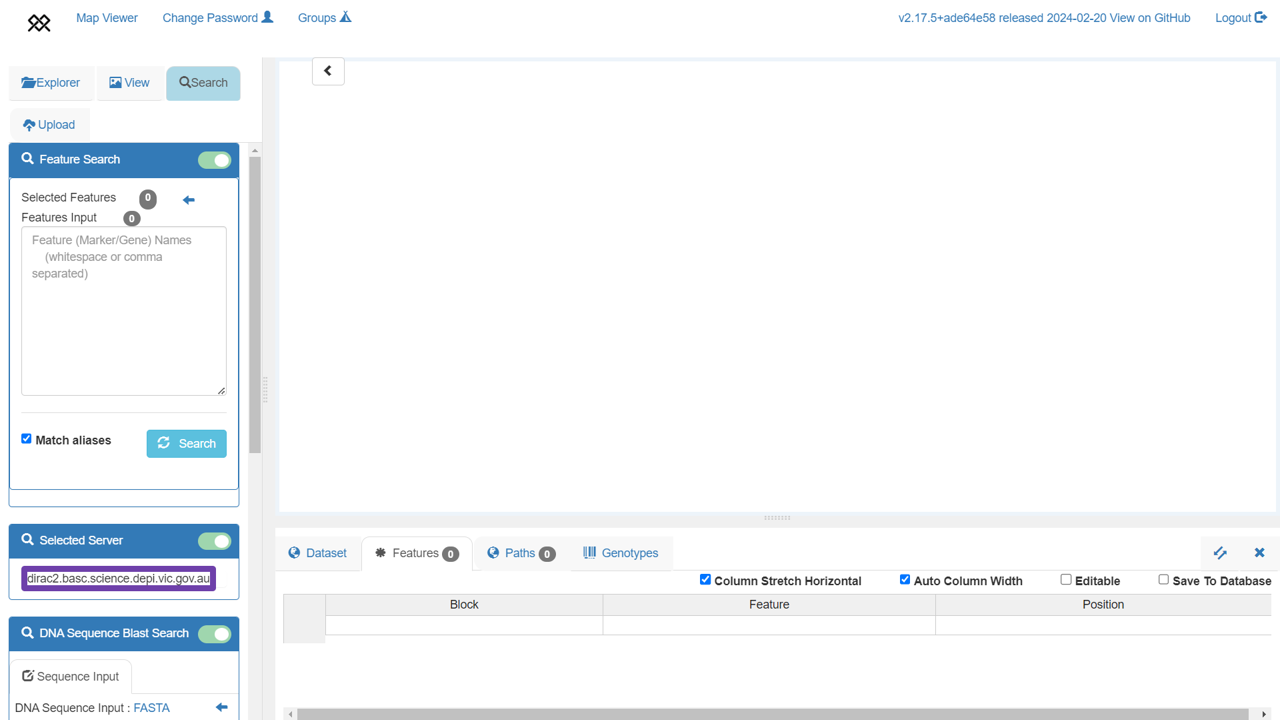 Map Viewer
Change Password
Groups
v2.17.5+ade64e58 released 2024-02-20 View on GitHub
Logout
Explorer
View
Search
Upload
Feature Search
Selected Features 0
Features Input 0
Feature (Marker/Gene) Names
(whitespace or comma
separated)
Match aliases
Search
Selected Server
dirac2.basc.science.depi.vic.gov.au
DNA Sequence Blast Search
Sequence Input
DNA Sequence Input : FASTA
Dataset
Features 0
Paths 0
Genotypes
Column Stretch Horizontal
Auto Column Width
Editable
Save To Database
Block
Feature
Position